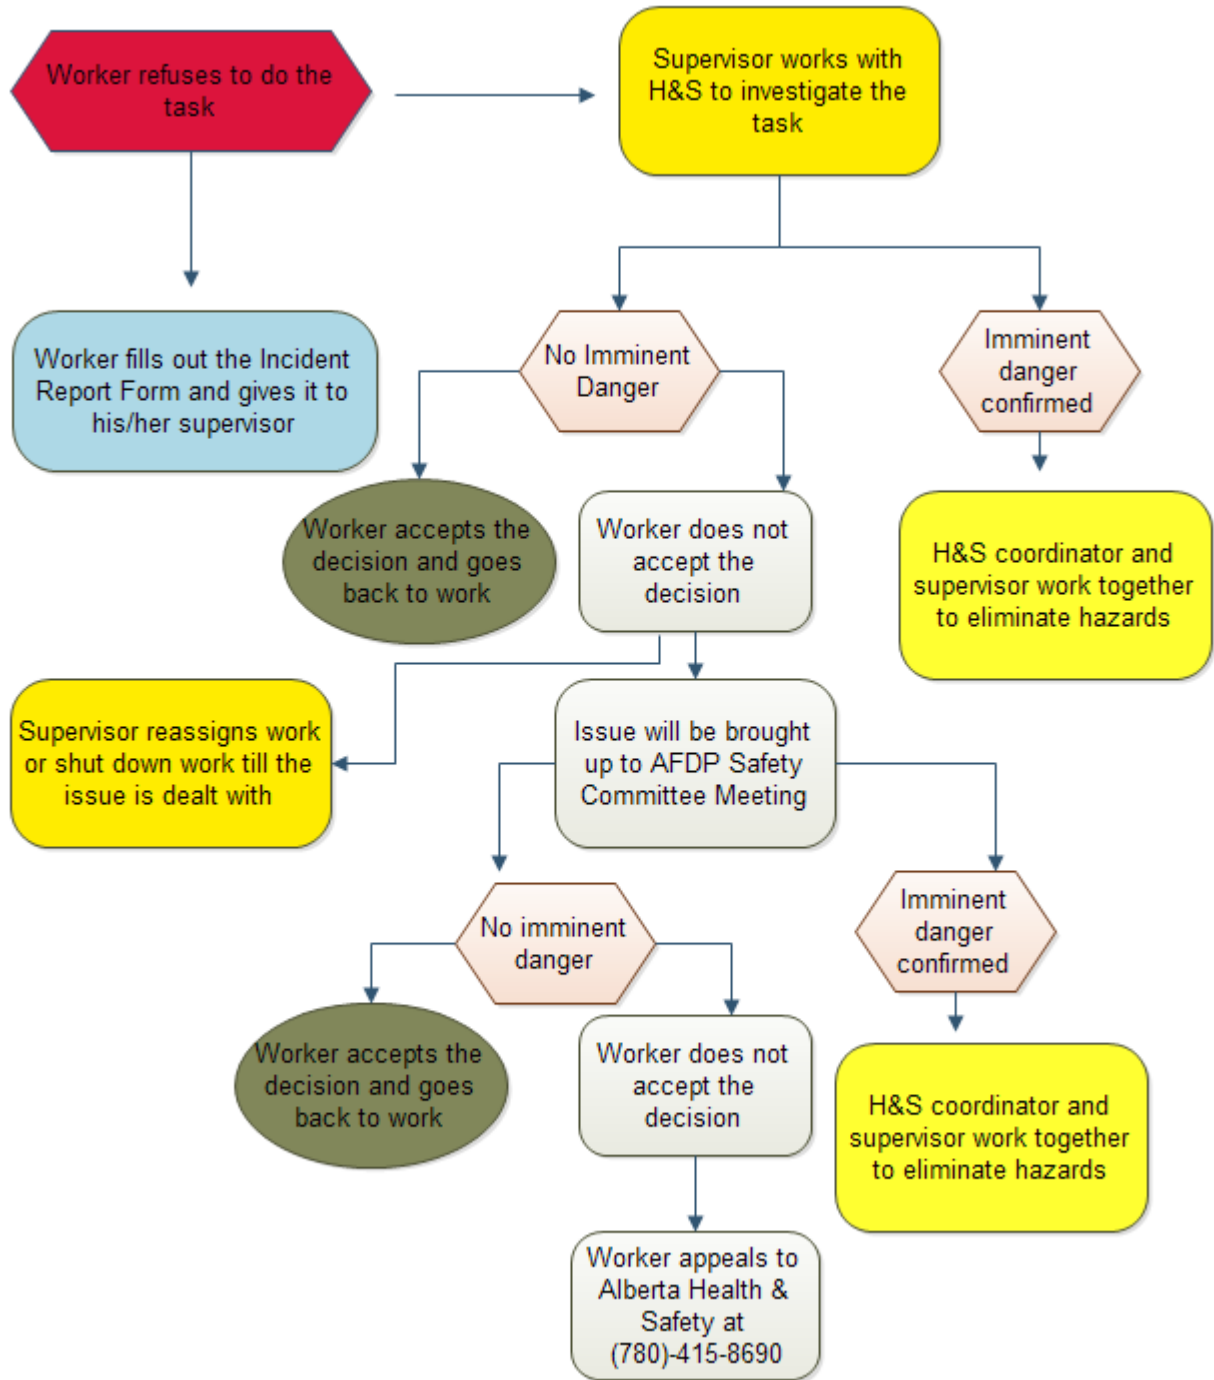 Worker refuses to do the
task
Supervisor works with
H&S to investigate the
task
Worker fills out the Incident
Report Form and gives it to
his/her supervisor
No Imminent
Danger
Imminent
danger
confirmed
Worker accepts the
decision and goes
back to work
Worker does not
accept the
decision
H&S coordinator and
supervisor work together
to eliminate hazards
Supervisor reassigns work
or shut down work till the
issue is dealt with
Issue will be brought
up to AFDP Safety
Committee Meeting
No imminent
danger
Imminent
danger
confirmed
Worker accepts the
decision and goes
back to work
Worker does not
accept the
decision
H&S coordinator and
supervisor work together
to eliminate hazards
Worker appeals to
Alberta Health &
Safety at
(780)-415-8690